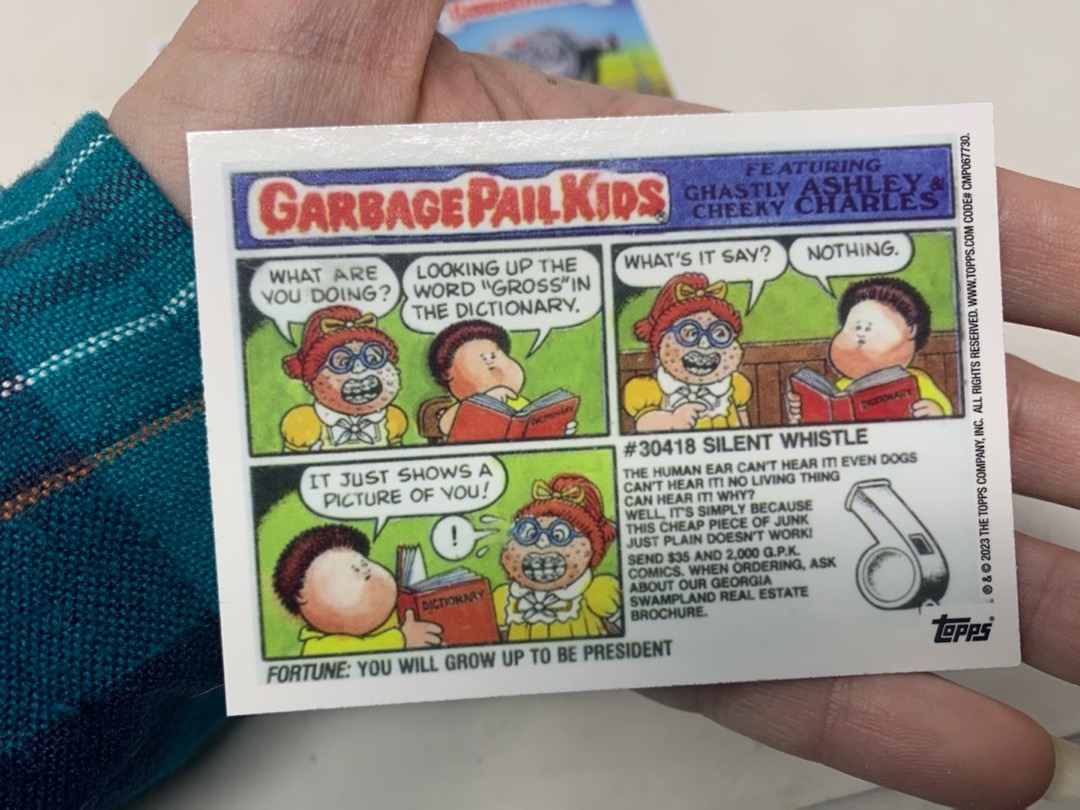 GARBAGE PAIL KIDS®
FEATURING
GHASTLY ASHLEY &
CHEEKY CHARLES
WHAT ARE
YOU DOING?
LOOKING UP THE
WORD "GROSS" IN
THE DICTIONARY.
DICTIONARY
WHAT'S IT SAY?
NOTHING.
DICTIONARY
IT JUST SHOWS A
PICTURE OF YOU!
!
DICTIONARY
#30418 SILENT WHISTLE
THE HUMAN EAR CAN'T HEAR IT! EVEN DOGS
CAN'T HEAR IT! NO LIVING THING
CAN HEAR IT! WHY?
WELL, IT'S SIMPLY BECAUSE
THIS CHEAP PIECE OF JUNK
JUST PLAIN DOESN'T WORK!
SEND $35 AND 2,000 G.P.K.
COMICS. WHEN ORDERING, ASK
ABOUT OUR GEORGIA
SWAMPLAND REAL ESTATE
BROCHURE.
FORTUNE: YOU WILL GROW UP TO BE PRESIDENT
topps®
® & © 2023 THE TOPPS COMPANY, INC. ALL RIGHTS RESERVED. WWW.TOPPS.COM CODE# CMP067730.